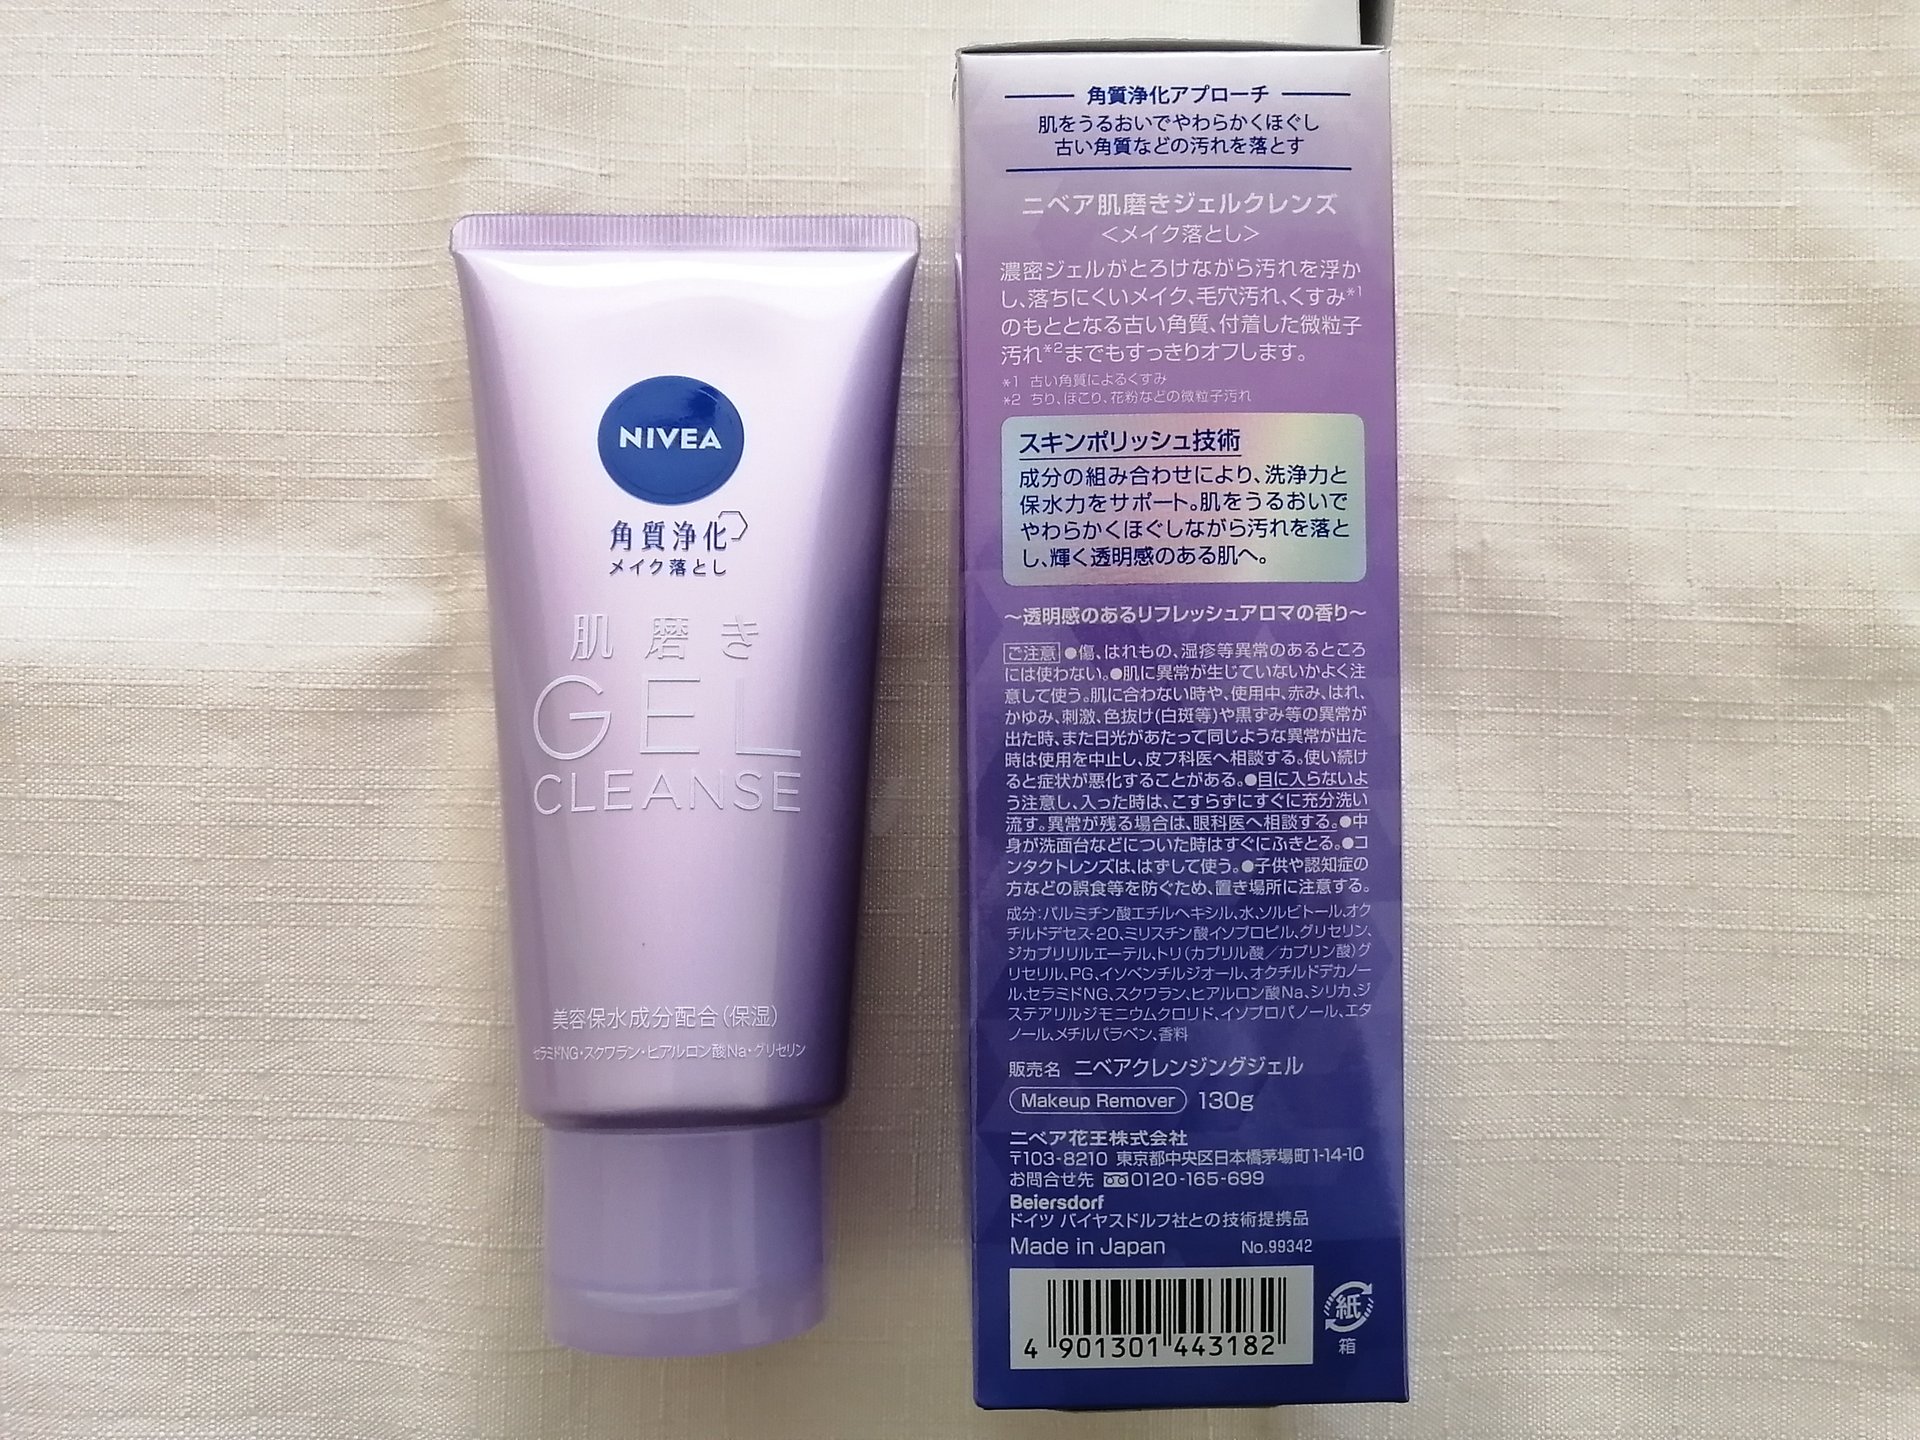 NIVEA
角質浄化
メイク落とし
肌磨き
GEL
CLEANSE
美容保水成分配合（保湿）
セラミドNG・スクワラン・ヒアルロン酸Na・グリセリン
角質浄化アプローチ
肌をうるおいでやわらかくほぐし
古い角質などの汚れを落とす
ニベア肌磨きジェルクレンズ
＜メイク落とし＞
濃密ジェルがとろけながら汚れを浮か
し、落ちにくいメイク、毛穴汚れ、くすみ*1
のもととなる古い角質、付着した微粒子
汚れ*2までもすっきりオフします。
*1 古い角質によるくすみ
*2 ちり、ほこり、花粉などの微粒子汚れ
スキンポリッシュ技術
成分の組み合わせにより、洗浄力と
保水力をサポート。肌をうるおいで
やわらかくほぐしながら汚れを落と
し、輝く透明感のある肌へ。
～透明感のあるリフレッシュアロマの香り～
ご注意 ●傷、はれもの、湿疹等異常のあるところ
には使わない。●肌に異常が生じていないかよく注
意して使う。肌に合わない時や、使用中、赤み、はれ、
かゆみ、刺激、色抜け(白斑等)や黒ずみ等の異常が
出た時、また日光があたって同じような異常が出た
時は使用を中止し、皮フ科医へ相談する。使い続け
ると症状が悪化することがある。●目に入らないよ
う注意し、入った時は、こすらずにすぐに充分洗い
流す。異常が残る場合は、眼科医へ相談する。●中
身が洗面台などについた時はすぐにふきとる。●コ
ンタクトレンズは、はずして使う。●子供や認知症の
方などの誤食等を防ぐため、置き場所に注意する。
成分：パルミチン酸エチルヘキシル、水、ソルビトール、オク
チルドデセス-20、ミリスチン酸イソプロピル、グリセリン、
ジカプリリルエーテル、トリ（カプリル酸／カプリン酸）グ
リセリル、PG、イソペンチルジオール、オクチルドデカノー
ル、セラミドNG、スクワラン、ヒアルロン酸Na、シリカ、ジ
ステアリルジモニウムクロリド、イソプロパノール、エタ
ノール、メチルパラベン、香料
販売名 ニベアクレンジングジェル
Makeup Remover 130g
ニベア花王株式会社
〒103-8210 東京都中央区日本橋茅場町1-14-10
お問合せ先 0120-165-699
Beiersdorf
ドイツ バイヤスドルフ社との技術提携品
Made in Japan No.99342
4 901301 443182
紙
箱